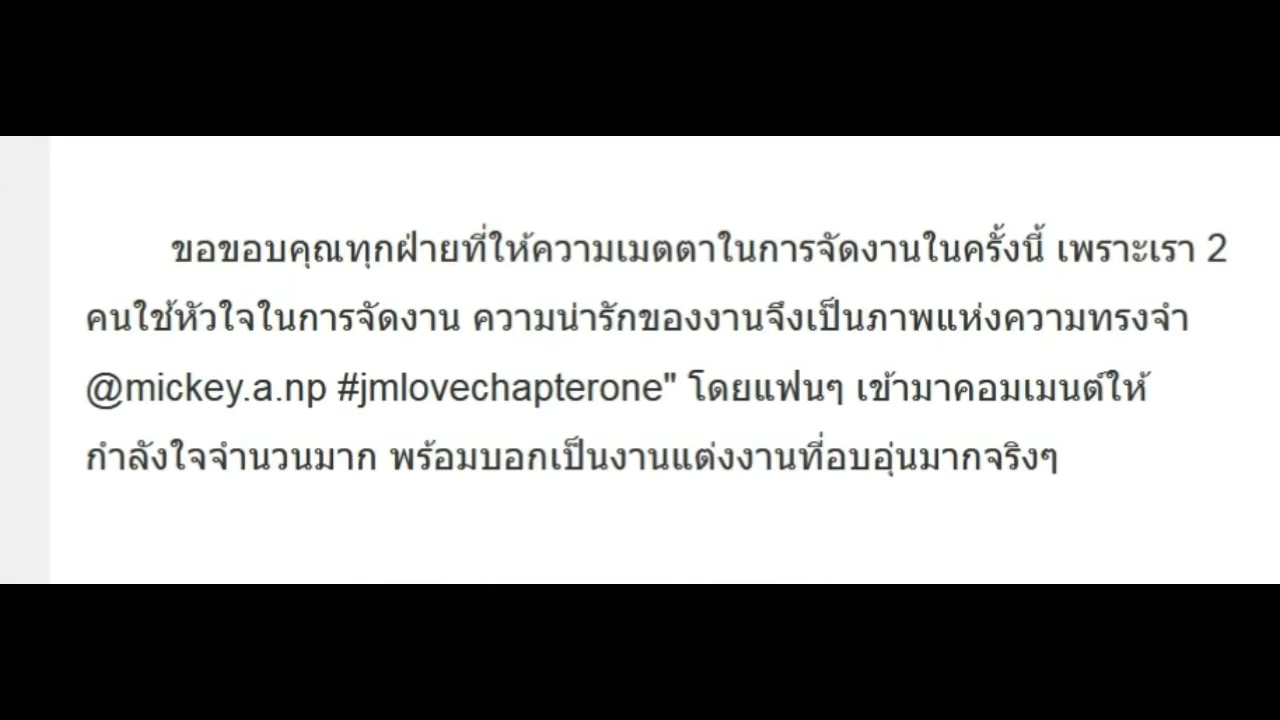 ขอขอบคุณทุกฝ่ายที่ให้ความเมตตาในการจัดงานในครั้งนี้ เพราะเรา 2
คนใช้หัวใจในการจัดงาน ความน่ารักของงานจึงเป็นภาพแห่งความทรงจำ
@mickey.a.np #jmlovechapterone" โดยแฟนๆ เข้ามาคอมเมนต์ให้
กำลังใจจำนวนมาก พร้อมบอกเป็นงานแต่งงานที่อบอุ่นมากจริงๆ